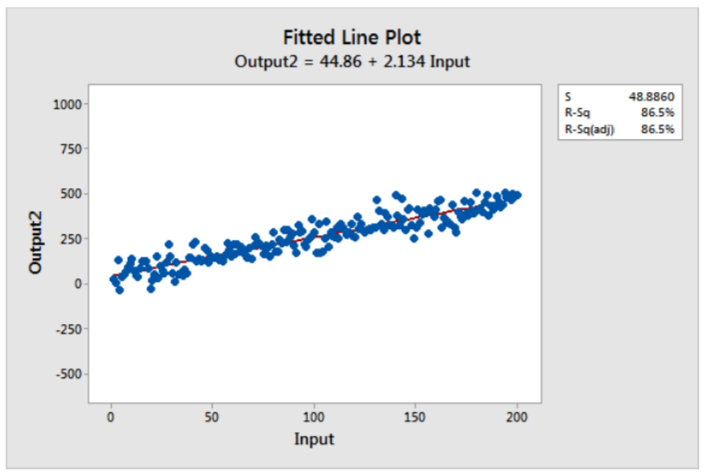 Fitted Line Plot
Output2 = 44.86 + 2.134 Input
S 48.8860
R-Sq 86.5%
R-Sq(adj) 86.5%
1000
750
500
250
0
-250
-500
Output2
0 50 100 150 200
Input